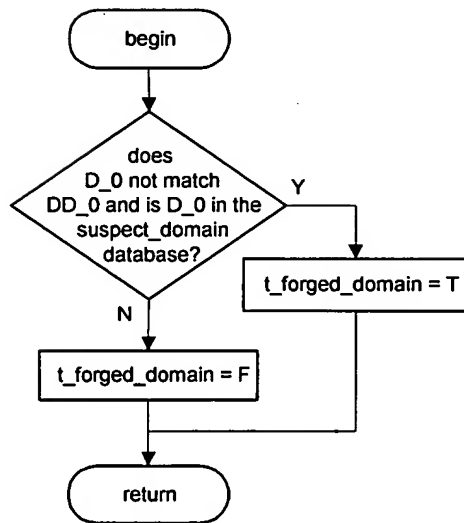 begin
does
D_0 not match
DD_0 and is D_0 in the
suspect_domain
database?
Y
N
t_forged_domain = T
t_forged_domain = F
return